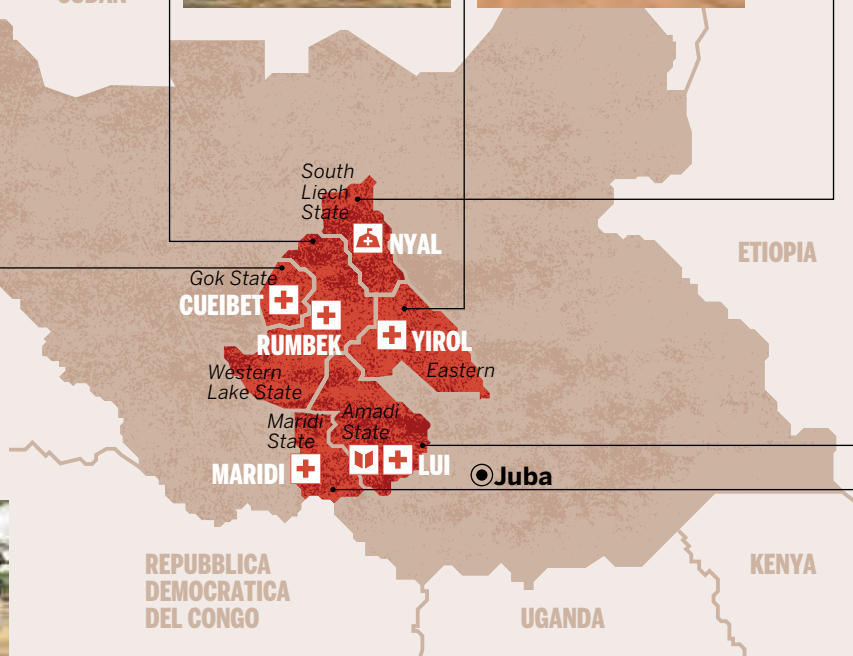 SUDAN
South
Liech
State
NYAL
ETIOPIA
Gok State
CUEIBET
RUMBEK
YIROL
Western
Lake State
Eastern
Maridi
State
Amadi
State
MARIDI
LUI
Juba
REPUBBLICA
DEMOCRATICA
DEL CONGO
UGANDA
KENYA